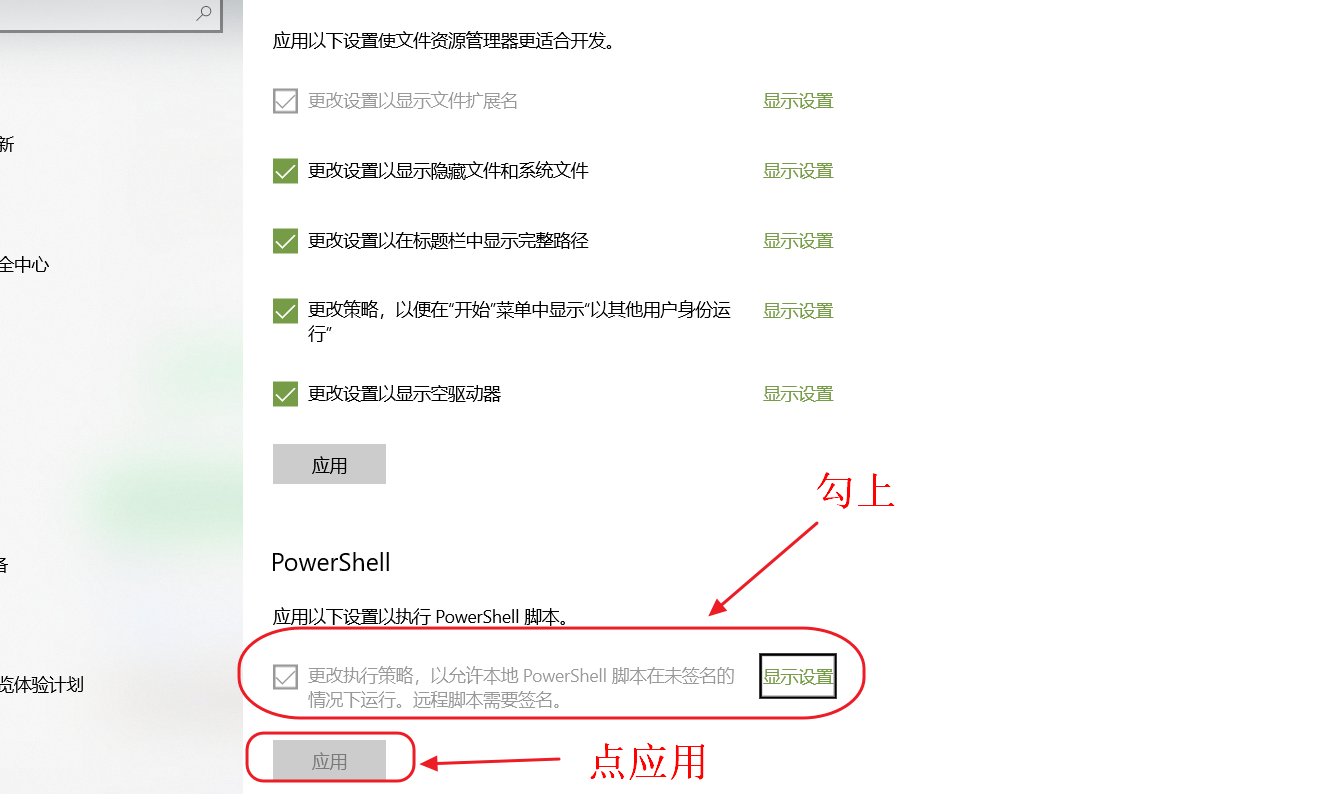 应用以下设置使文件资源管理器更适合开发。
更改设置以显示文件扩展名
显示设置
新
更改设置以显示隐藏文件和系统文件
显示设置
更改设置以在标题栏中显示完整路径
显示设置
全中心
更改策略，以便在“开始”菜单中显示“以其他用户身份运
行”
显示设置
更改设置以显示空驱动器
显示设置
应用
勾上
PowerShell
备
应用以下设置以执行 PowerShell 脚本。
更改执行策略，以允许本地 PowerShell 脚本在未签名的
情况下运行。远程脚本需要签名。
显示设置
览体验计划
应用
点应用